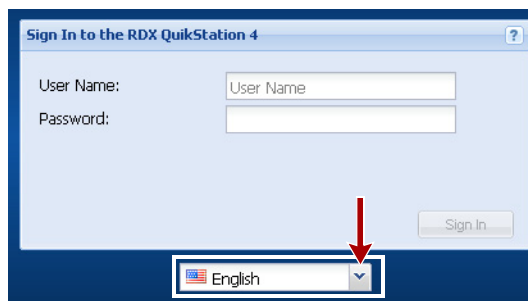 Sign In to the RDX QuikStation 4 ?
User Name: User Name
Password:
Sign In
English